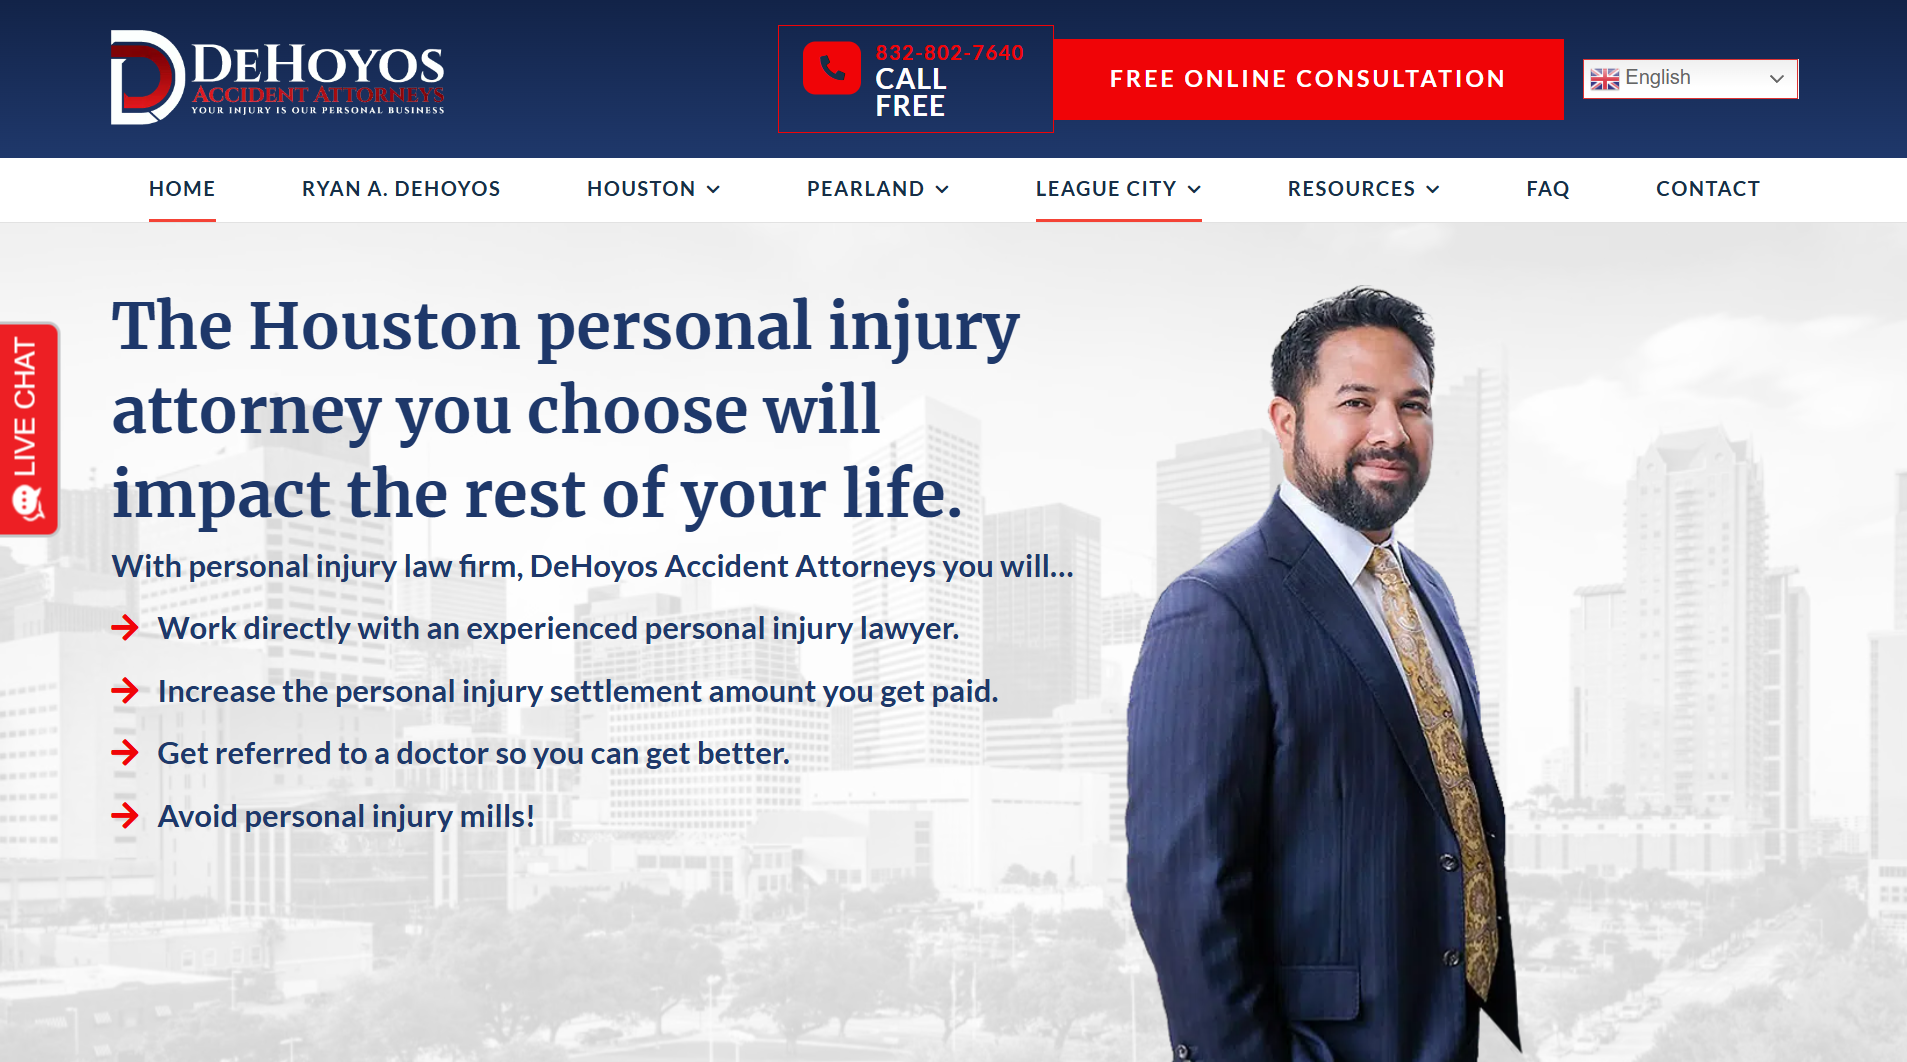 DEHOYOS
ACCIDENT ATTORNEYS
YOUR INJURY IS OUR PERSONAL BUSINESS
832-802-7640
CALL
FREE
FREE ONLINE CONSULTATION
English
HOME
RYAN A. DEHOYOS
HOUSTON
PEARLAND
LEAGUE CITY
RESOURCES
FAQ
CONTACT
LIVE CHAT
The Houston personal injury
attorney you choose will
impact the rest of your life.
With personal injury law firm, DeHoyos Accident Attorneys you will...
Work directly with an experienced personal injury lawyer.
Increase the personal injury settlement amount you get paid.
Get referred to a doctor so you can get better.
Avoid personal injury mills!